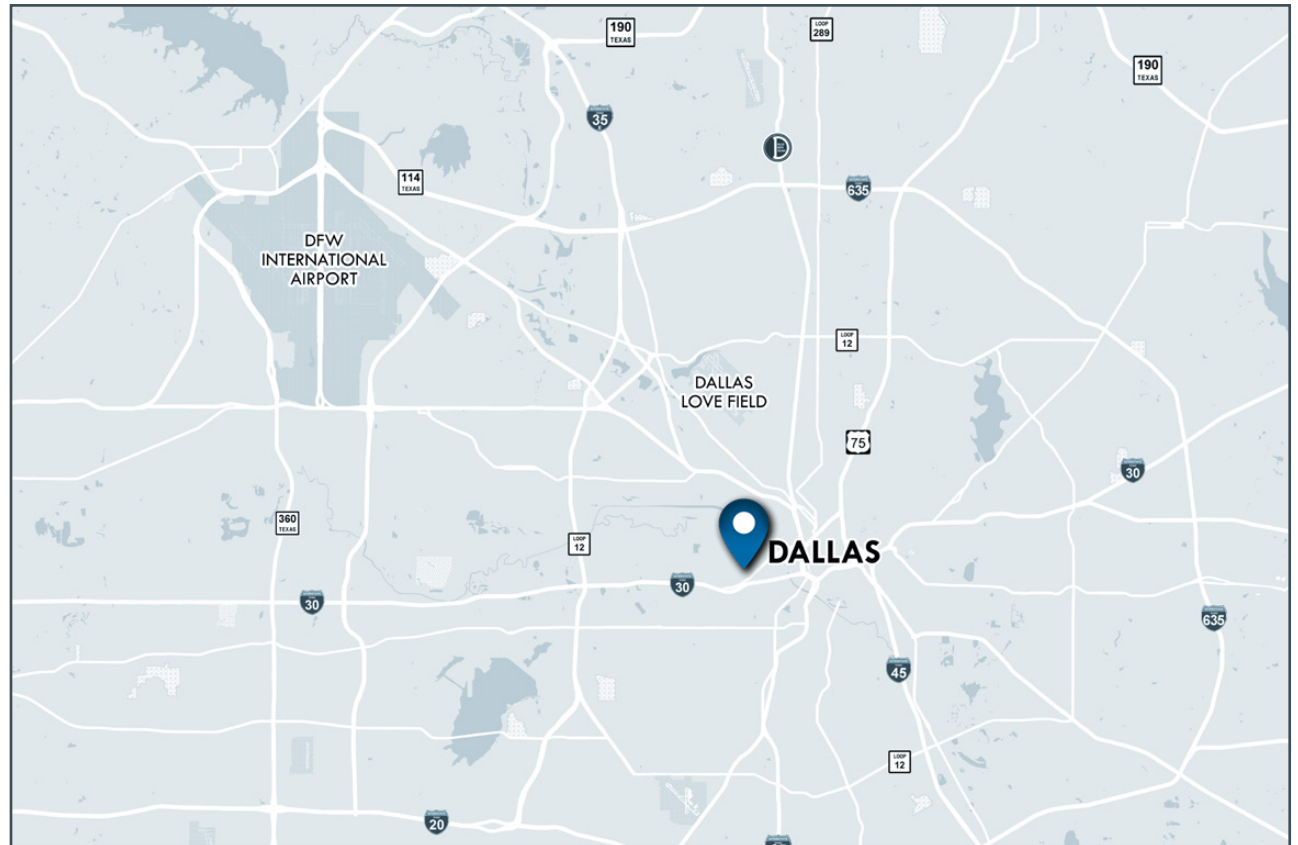 190
TEXAS
LOOP
289
190
TEXAS
35
114
TEXAS
635
DFW
INTERNATIONAL
AIRPORT
LOOP
12
DALLAS
LOVE FIELD
75
30
360
TEXAS
LOOP
12
DALLAS
30
30
635
45
LOOP
12
20